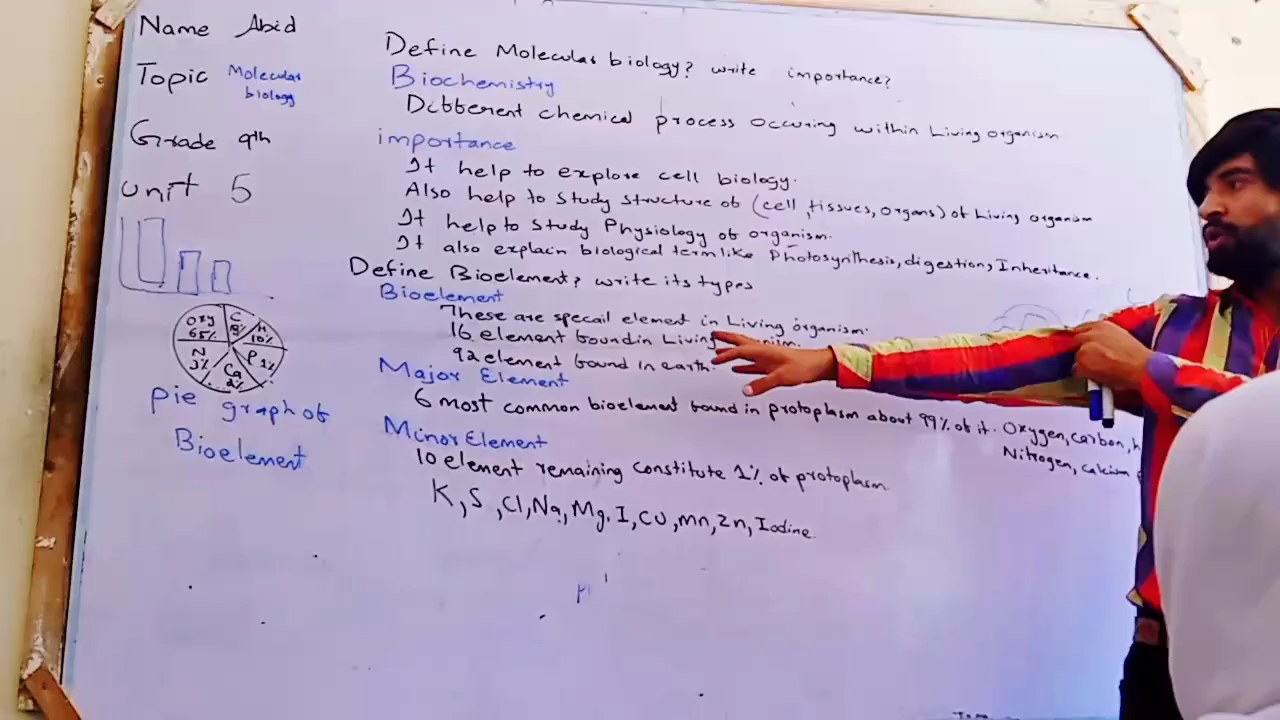 Name Abid
Topic Molecular
biology
Grade 9th
unit 5
Oxy
65%
C
H
10%
N
3%
P 1%
Ca
2%
Pie graph of
Bioelement
Define Molecular biology? write importance?
Biochemistry
Different chemical process occuring within Living organism
importance
It help to explore cell biology.
Also help to study structure of (cell, tissues, organs) of Living organism
It help to study Physiology of organism.
It also explain biological term like Photosynthesis, digestion, Inheritance.
Define Bioelement? write its types
Bioelement
These are specail element in Living organism.
16 element found in Living
92 element found in earth.
Major Element
6 most common bioelement found in protoplasm about 99% of it. Oxygen, carbon, h
Nitrogen, calcium
Minor Element
10 element remaining constitute 1% of protoplasm.
K, S, Cl, Na, Mg, I, Cu, mn, Zn, Iodine.